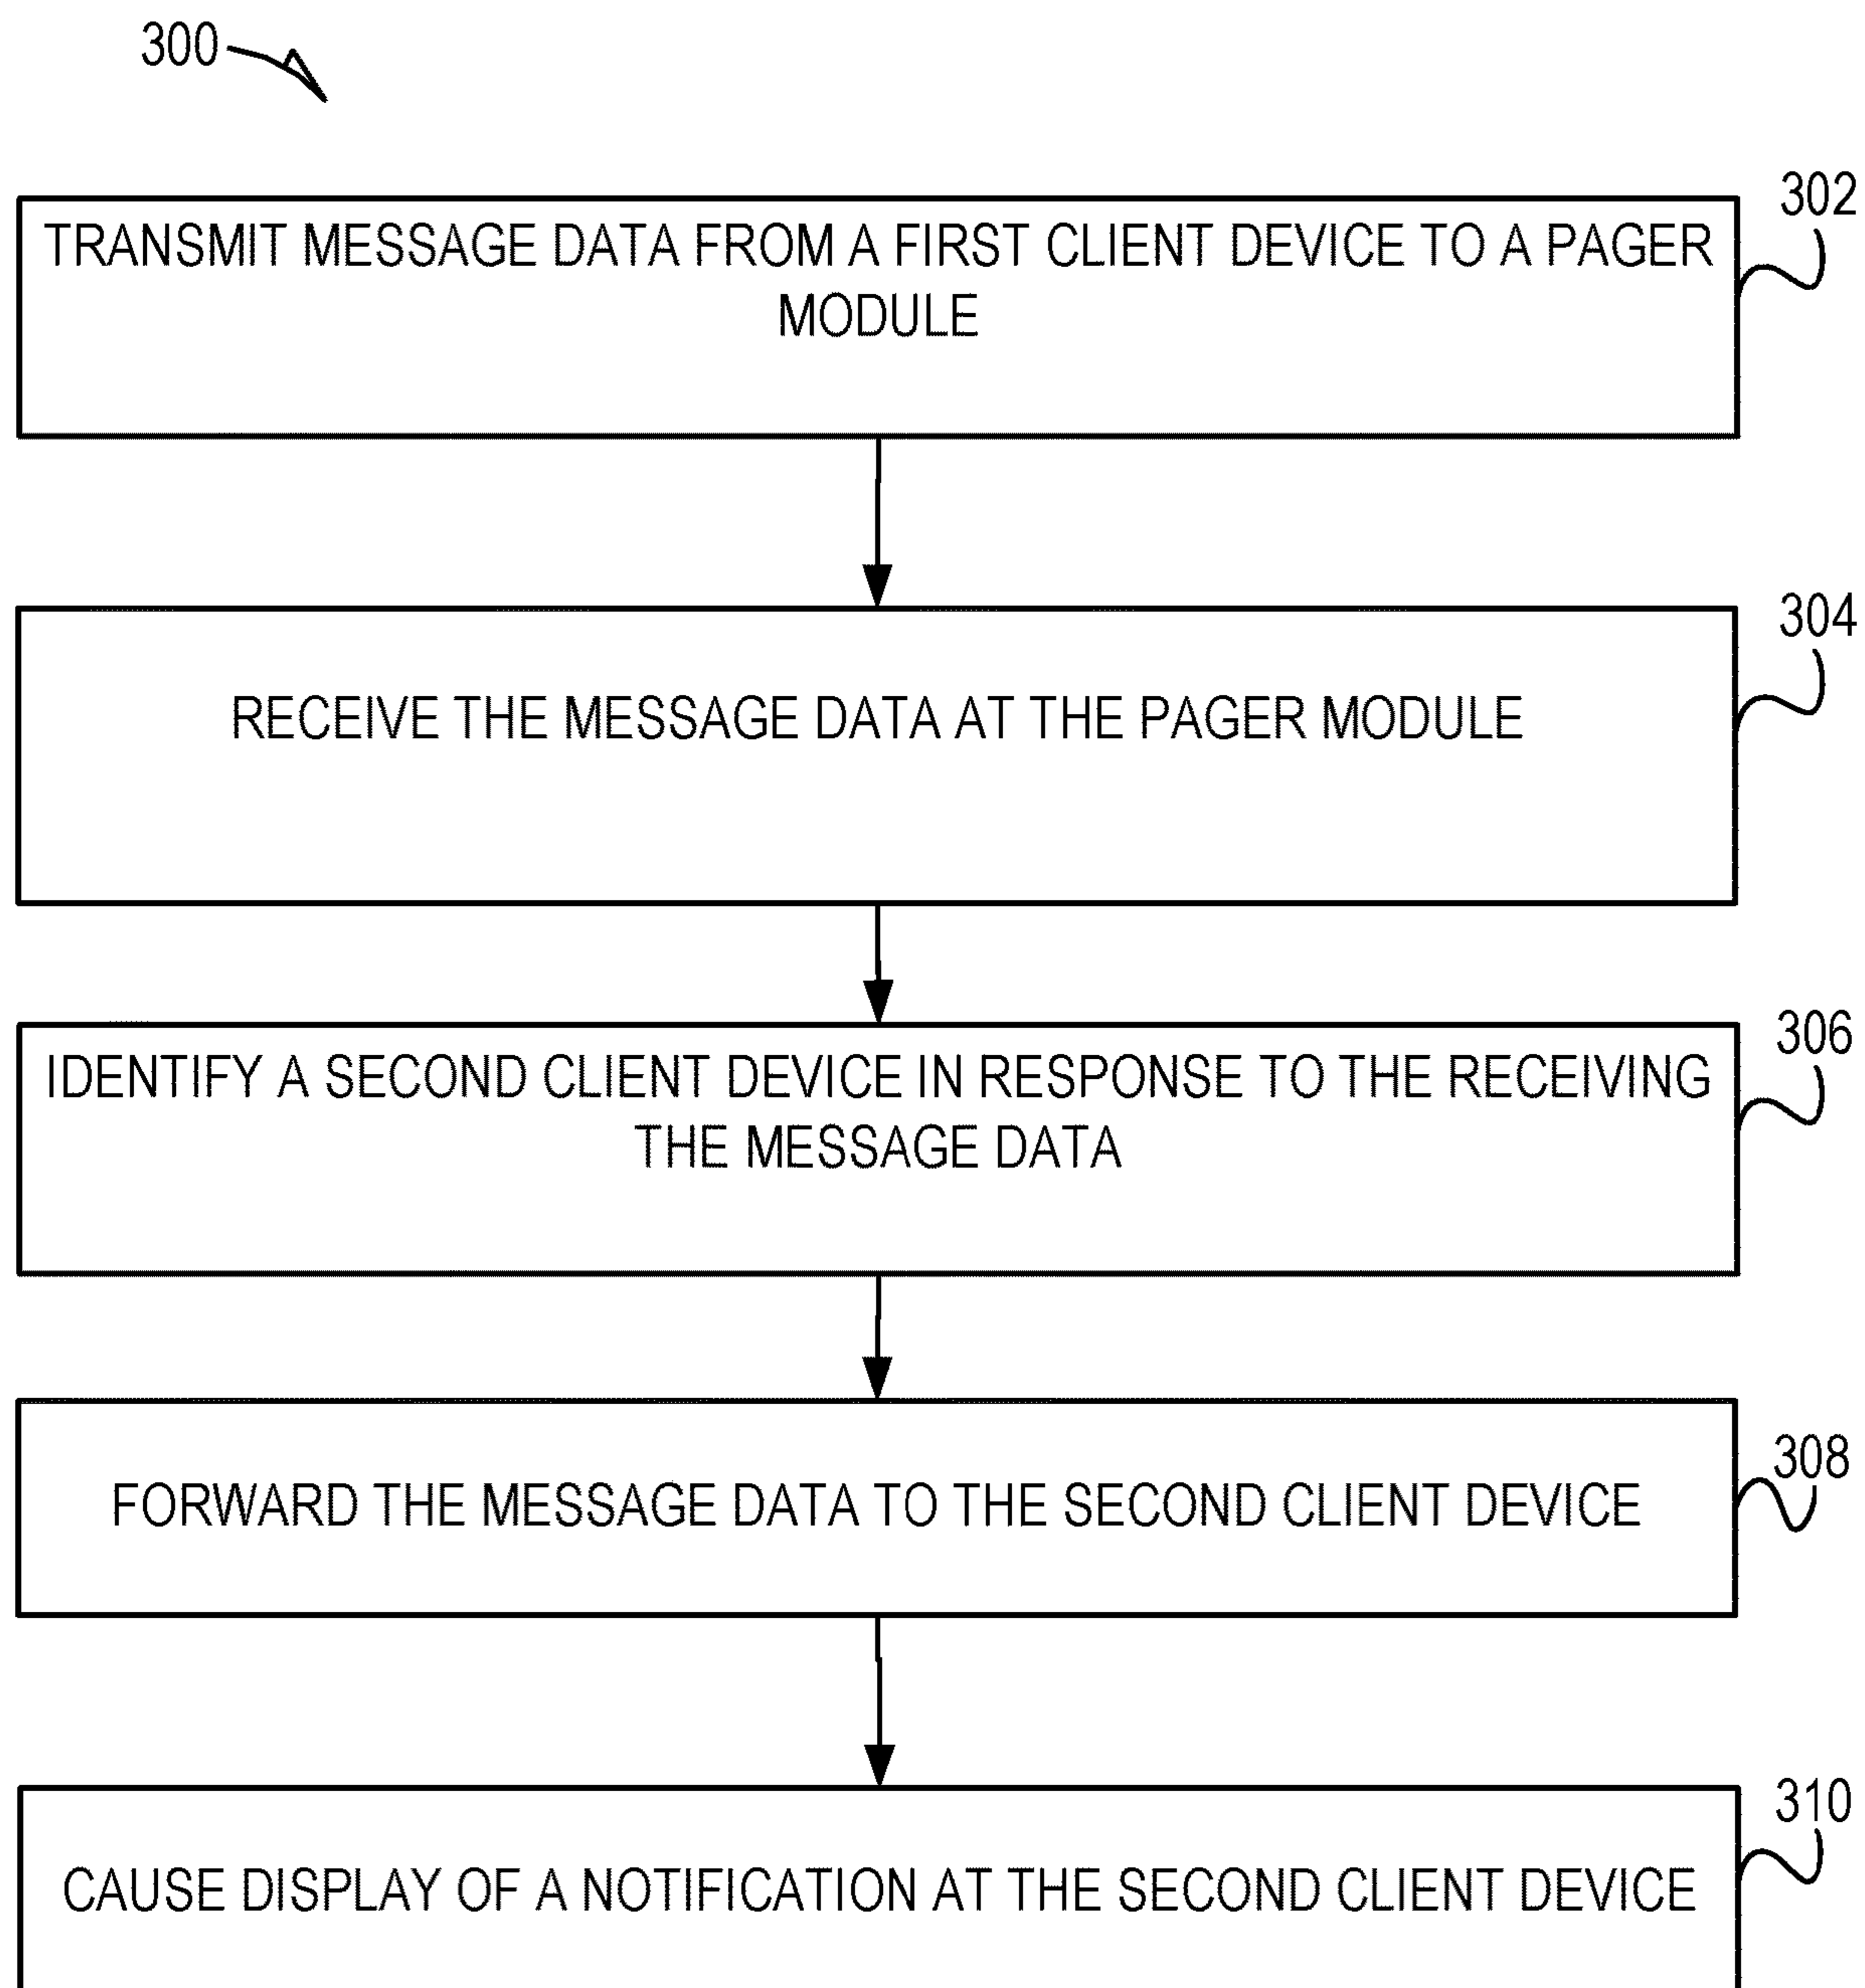 300
302
TRANSMIT MESSAGE DATA FROM A FIRST CLIENT DEVICE TO A PAGER
MODULE
304
RECEIVE THE MESSAGE DATA AT THE PAGER MODULE
306
IDENTIFY A SECOND CLIENT DEVICE IN RESPONSE TO THE RECEIVING
THE MESSAGE DATA
308
FORWARD THE MESSAGE DATA TO THE SECOND CLIENT DEVICE
310
CAUSE DISPLAY OF A NOTIFICATION AT THE SECOND CLIENT DEVICE